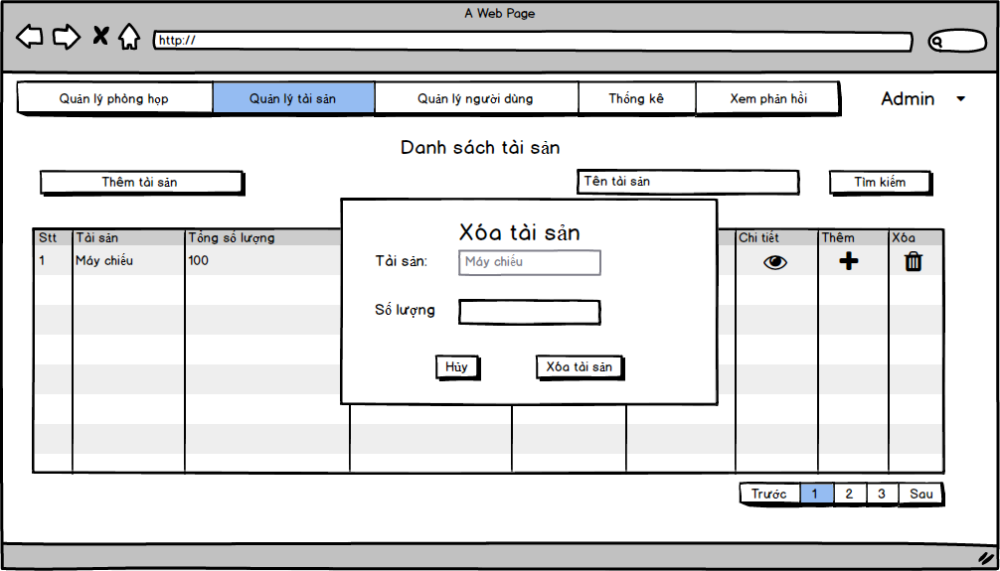 A Web Page
http://
Quản lý phòng họp
Quản lý tài sản
Quản lý người dùng
Thống kê
Xem phản hồi
Admin
Danh sách tài sản
Thêm tài sản
Tên tài sản
Tìm kiếm
Stt
Tài sản
Tổng số lượng
Chi tiết
Thêm
Xóa
1
Máy chiếu
100
Xóa tài sản
Tài sản:
Máy chiếu
Số lượng
Hủy
Xóa tài sản
Trước
1
2
3
Sau